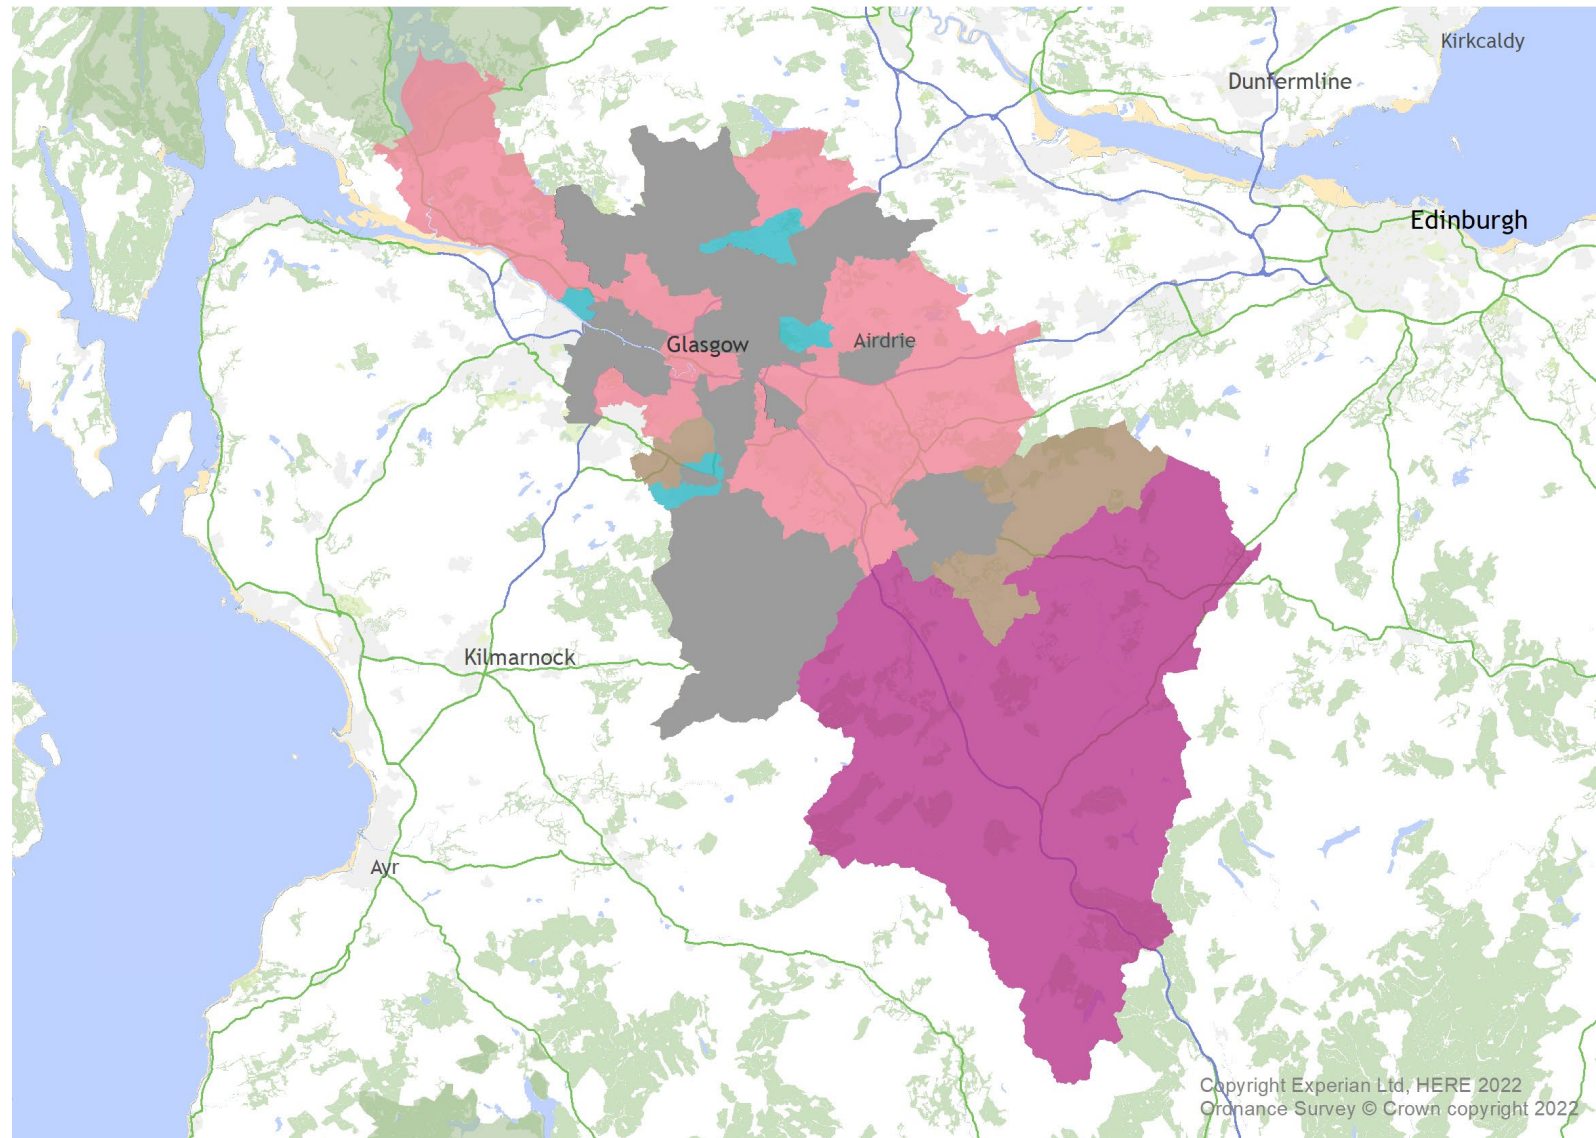 Kirkcaldy
Dunfermline
Edinburgh
Glasgow
Airdrie
Kilmarnock
Ayr
Copyright Experian Ltd, HERE 2022
Ordnance Survey © Crown copyright 2022